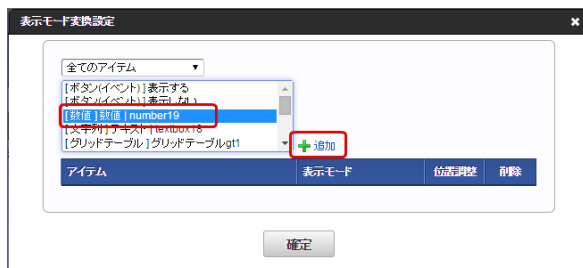 表示モード変換設定
×
全てのアイテム ▼
[ボタン(イベント)]表示する
[ボタン(イベント)]表示しない
[数値]数値 | number19
[文字列]テキスト | textbox18
[グリッドテーブル]グリッドテーブルgt1
追加
アイテム 表示モード 位置調整 削除
確定